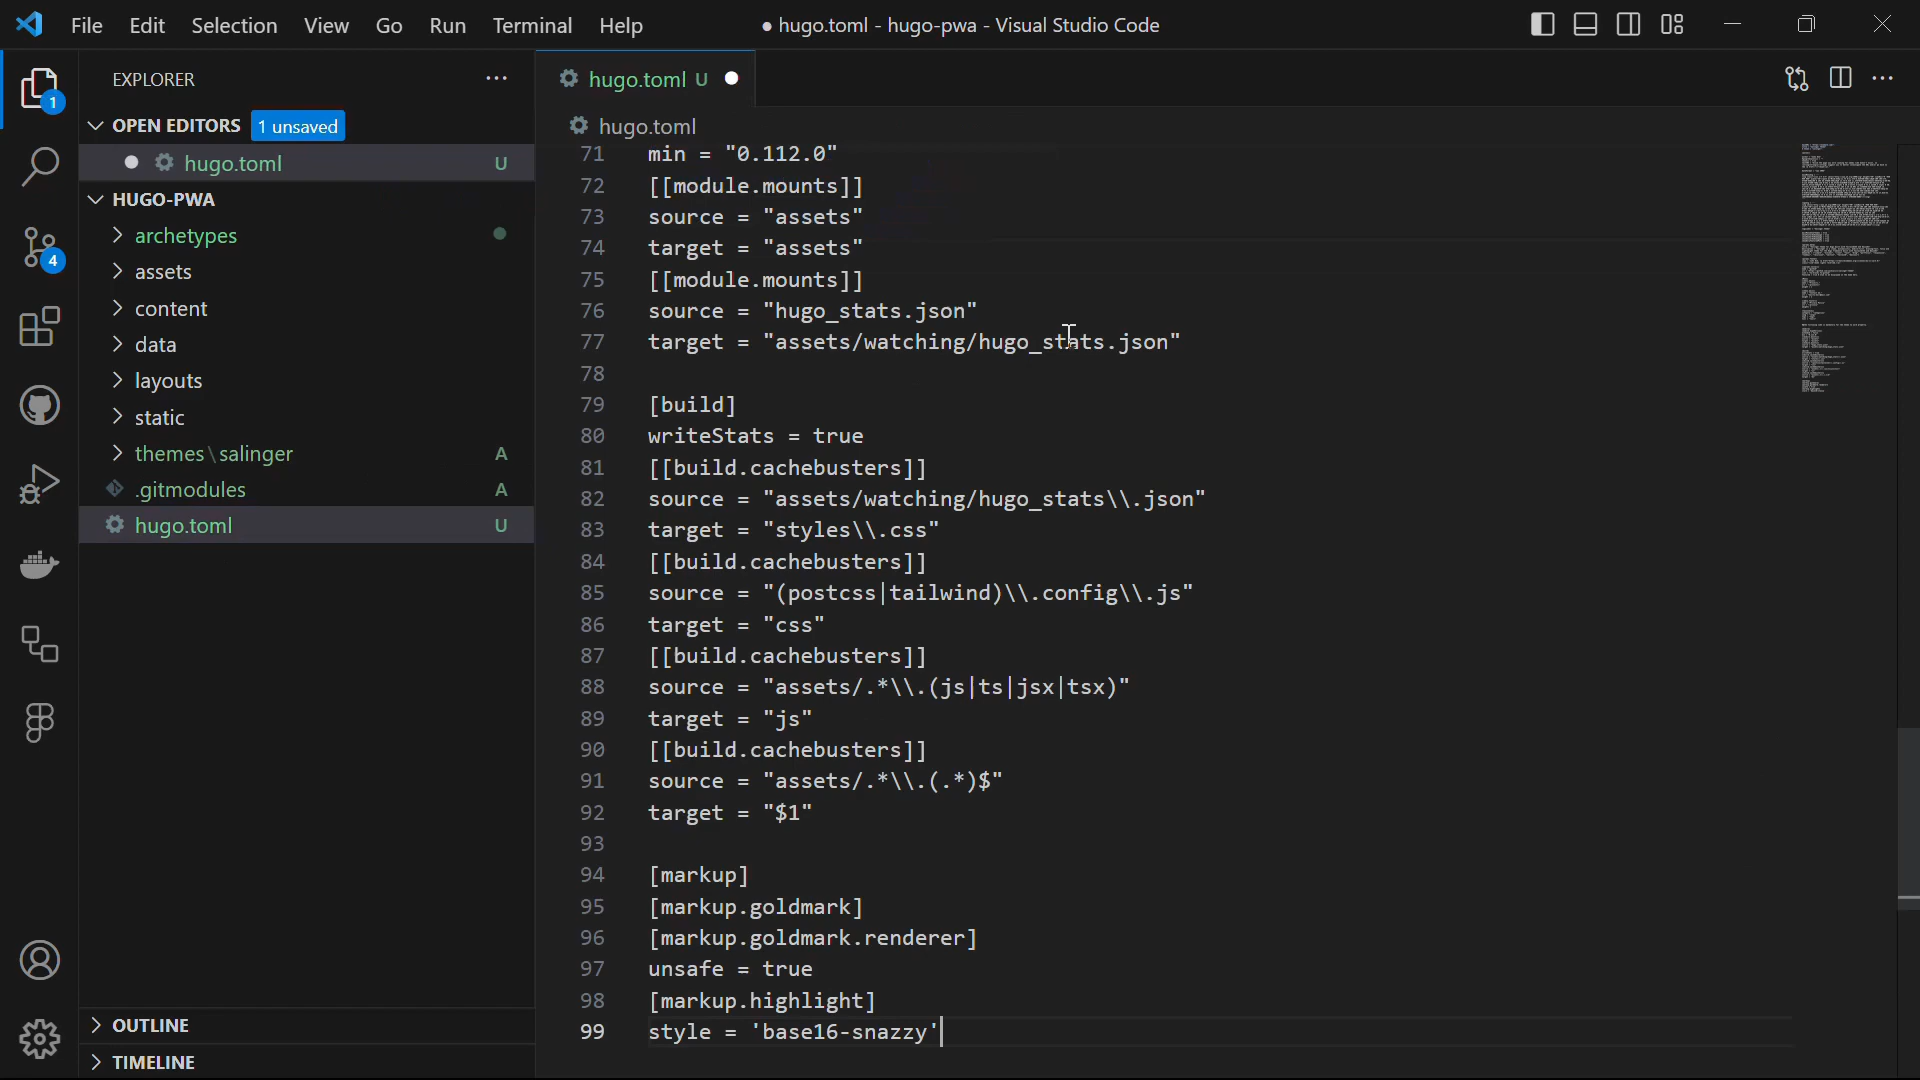 File Edit Selection View Go Run Terminal Help
● hugo.toml - hugo-pwa - Visual Studio Code
EXPLORER
OPEN EDITORS 1 unsaved
hugo.toml U
HUGO-PWA
archetypes
assets
content
data
layouts
static
themes\salinger A
.gitmodules A
hugo.toml U
OUTLINE
TIMELINE
1
4
hugo.toml U
hugo.toml
71 min = "0.112.0"
72 [[module.mounts]]
73 source = "assets"
74 target = "assets"
75 [[module.mounts]]
76 source = "hugo_stats.json"
77 target = "assets/watching/hugo_stats.json"
78
79 [build]
80 writeStats = true
81 [[build.cachebusters]]
82 source = "assets/watching/hugo_stats\\.json"
83 target = "styles\\.css"
84 [[build.cachebusters]]
85 source = "(postcss|tailwind)\\.config\\.js"
86 target = "css"
87 [[build.cachebusters]]
88 source = "assets/.*\\.(js|ts|jsx|tsx)"
89 target = "js"
90 [[build.cachebusters]]
91 source = "assets/.*\\.(.*)$"
92 target = "$1"
93
94 [markup]
95 [markup.goldmark]
96 [markup.goldmark.renderer]
97 unsafe = true
98 [markup.highlight]
99 style = 'base16-snazzy'